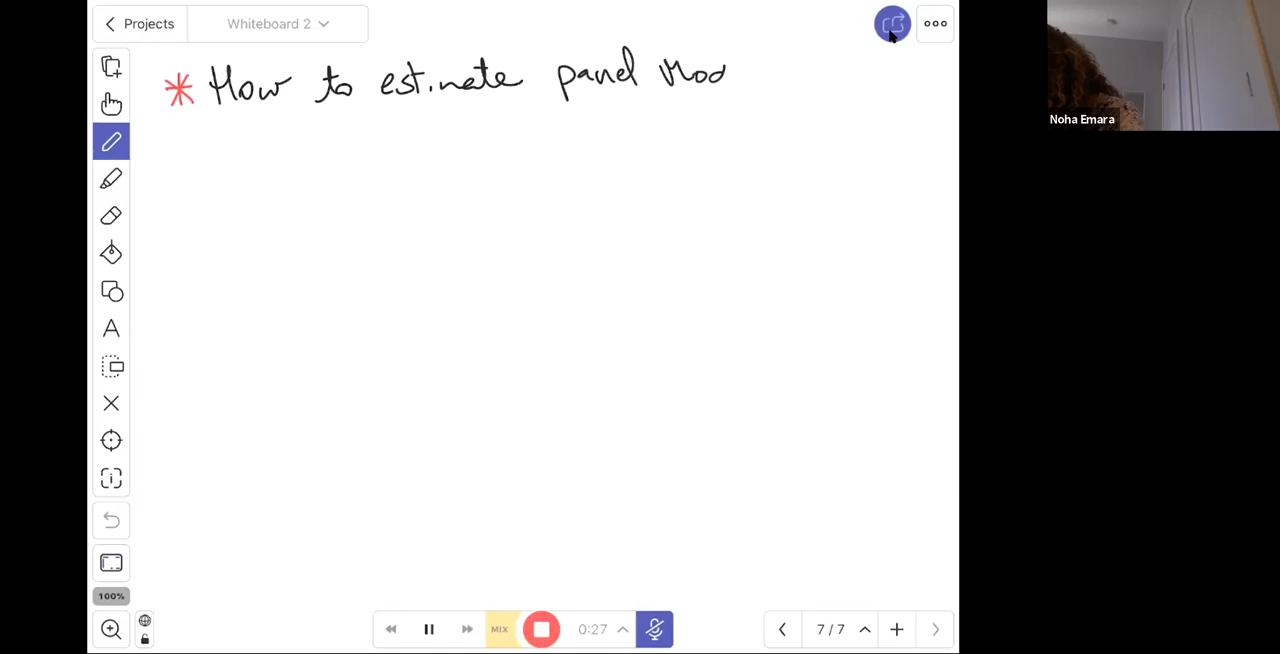 Projects
Whiteboard 2
* How to estimate panel Mod
Noha Emara
A
100%
MIX
0:27
7/7